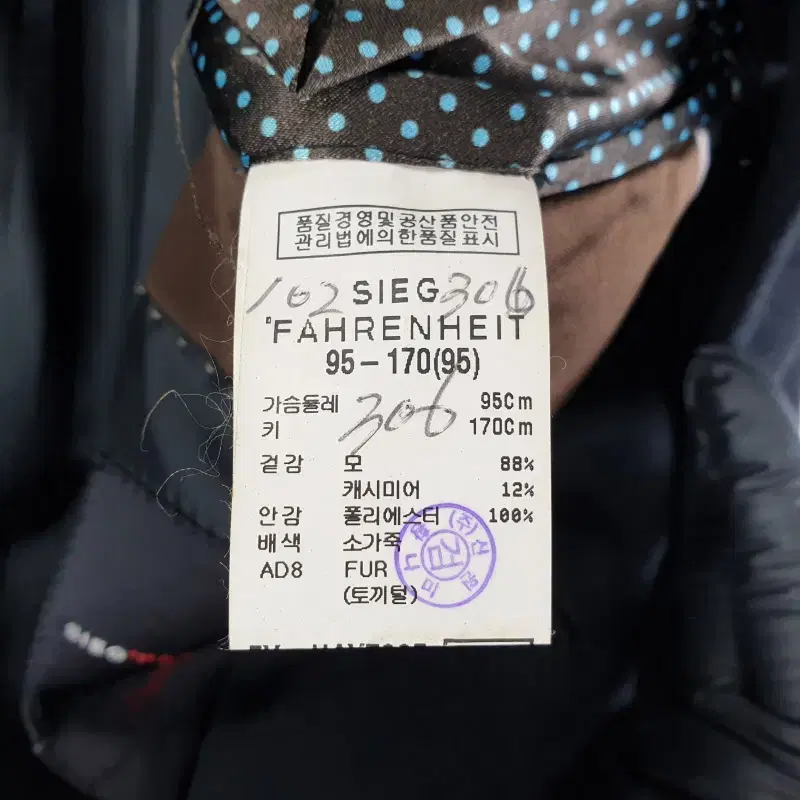 품질경영및공산품안전
관리법에의한품질표시
102 SIEG 306
FAHRENHEIT
95-170(95)
306
가슴둘레 95Cm
키 170Cm
겉감 모 88%
캐시미어 12%
안감 폴리에스터 100%
배색 소가죽
AD8 FUR
(토끼털)
검
SIEG